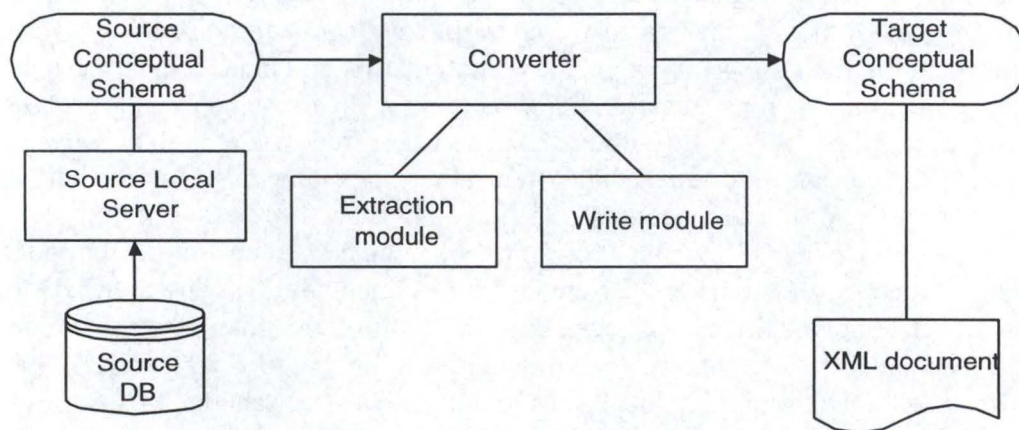 Source
Conceptual
Schema
Converter
Target
Conceptual
Schema
Source Local
Server
Extraction
module
Write module
Source
DB
XML document